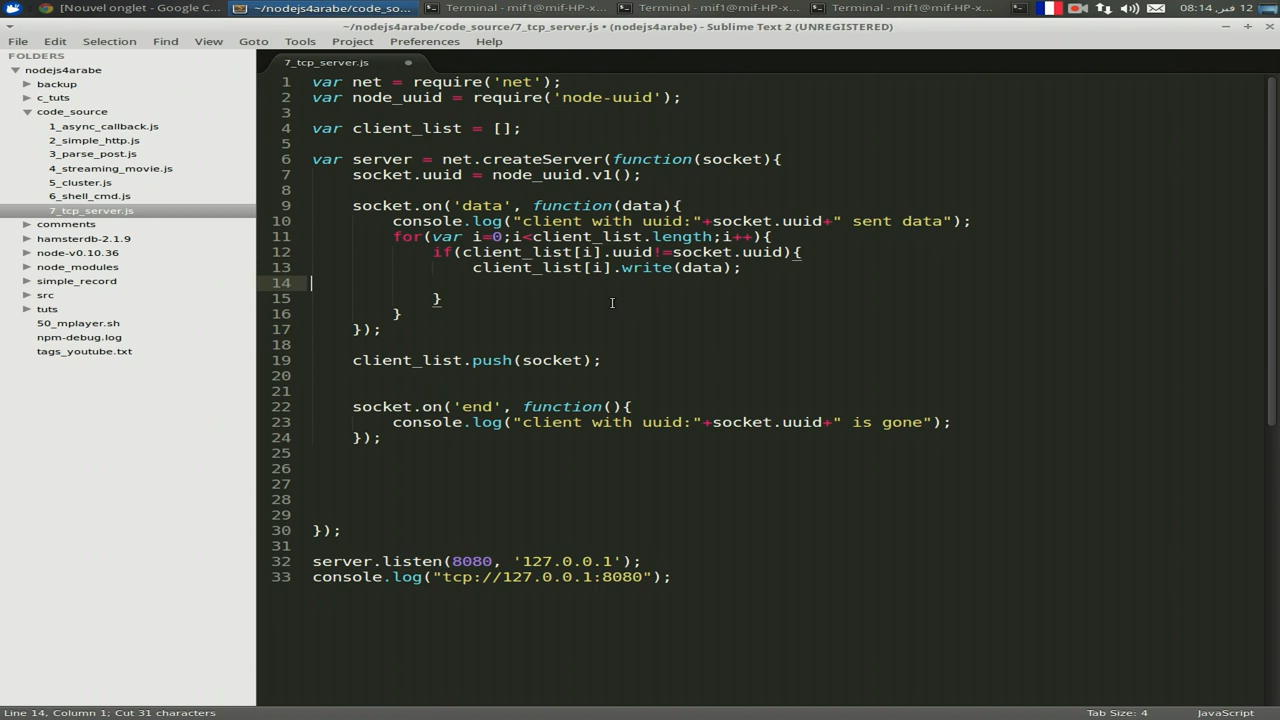 [Nouvel onglet - Google C...
~/nodejs4arabe/code_so...
Terminal - mif1@mif-HP-x...
Terminal - mif1@mif-HP-x...
Terminal - mif1@mif-HP-x...
08:14 ,فبر 12
~/nodejs4arabe/code_source/7_tcp_server.js • (nodejs4arabe) - Sublime Text 2 (UNREGISTERED)
File Edit Selection Find View Goto Tools Project Preferences Help
FOLDERS
nodejs4arabe
backup
c_tuts
code_source
1_async_callback.js
2_simple_http.js
3_parse_post.js
4_streaming_movie.js
5_cluster.js
6_shell_cmd.js
7_tcp_server.js
comments
hamsterdb-2.1.9
node-v0.10.36
node_modules
simple_record
src
tuts
50_mplayer.sh
npm-debug.log
tags_youtube.txt
7_tcp_server.js
1 var net = require('net');
2 var node_uuid = require('node-uuid');
3
4 var client_list = [];
5
6 var server = net.createServer(function(socket){
7 socket.uuid = node_uuid.v1();
8
9 socket.on('data', function(data){
10 console.log("client with uuid:"+socket.uuid+" sent data");
11 for(var i=0;i<client_list.length;i++){
12 if(client_list[i].uuid!=socket.uuid){
13 client_list[i].write(data);
14
15 }
16 }
17 });
18
19 client_list.push(socket);
20
21
22 socket.on('end', function(){
23 console.log("client with uuid:"+socket.uuid+" is gone");
24 });
25
26
27
28
29
30 });
31
32 server.listen(8080, '127.0.0.1');
33 console.log("tcp://127.0.0.1:8080");
Line 14, Column 1; Cut 31 characters
Tab Size: 4
JavaScript